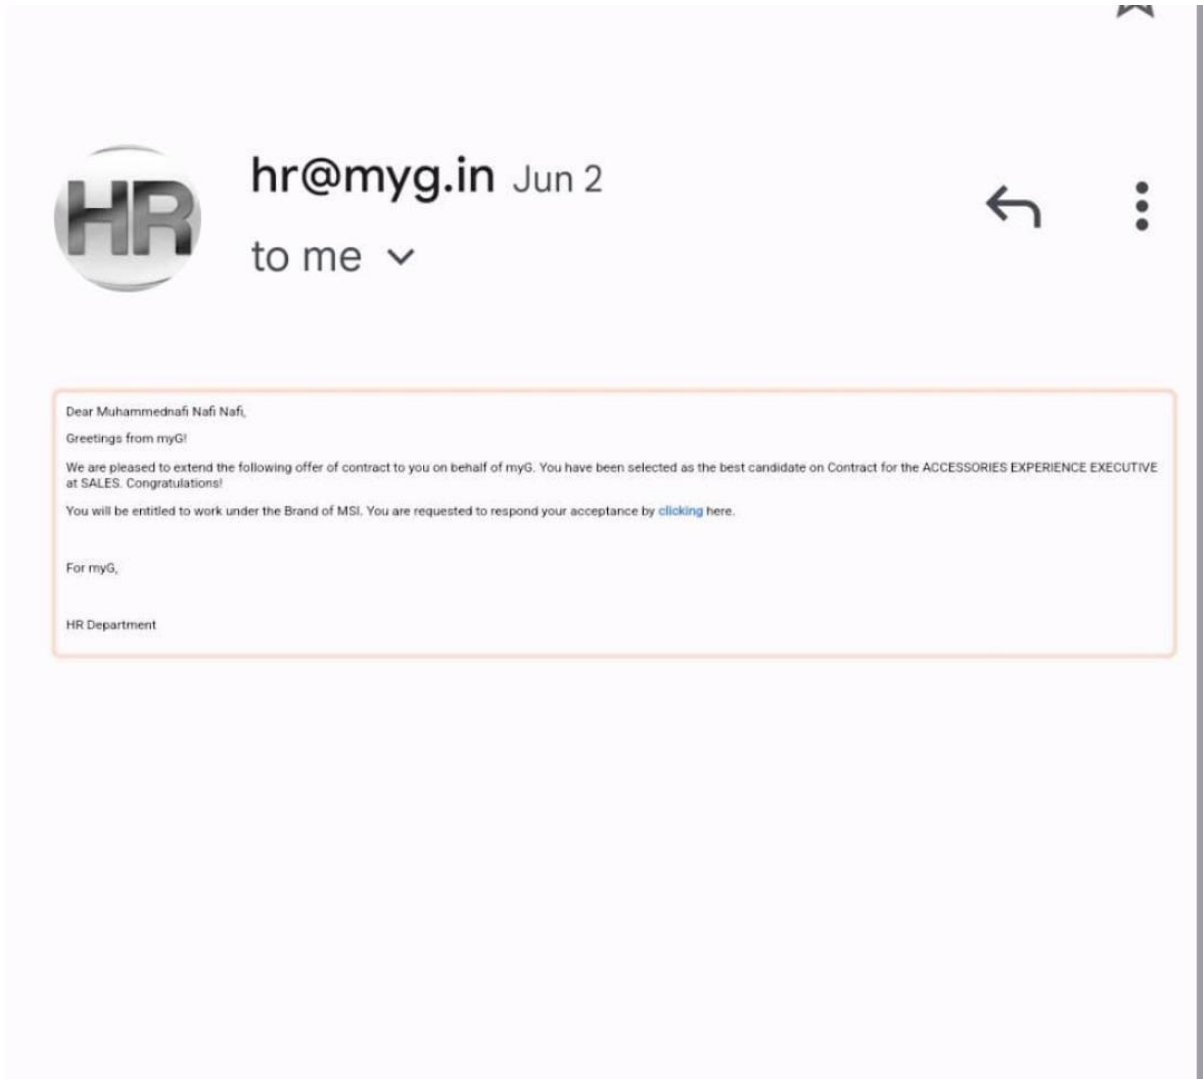 HR
hr@myg.in Jun 2
to me
Dear Muhammednafi Nafi Nafi,
Greetings from myG!
We are pleased to extend the following offer of contract to you on behalf of myG. You have been selected as the best candidate on Contract for the ACCESSORIES EXPERIENCE EXECUTIVE
at SALES. Congratulations!
You will be entitled to work under the Brand of MSI. You are requested to respond your acceptance by clicking here.
For myG,
HR Department